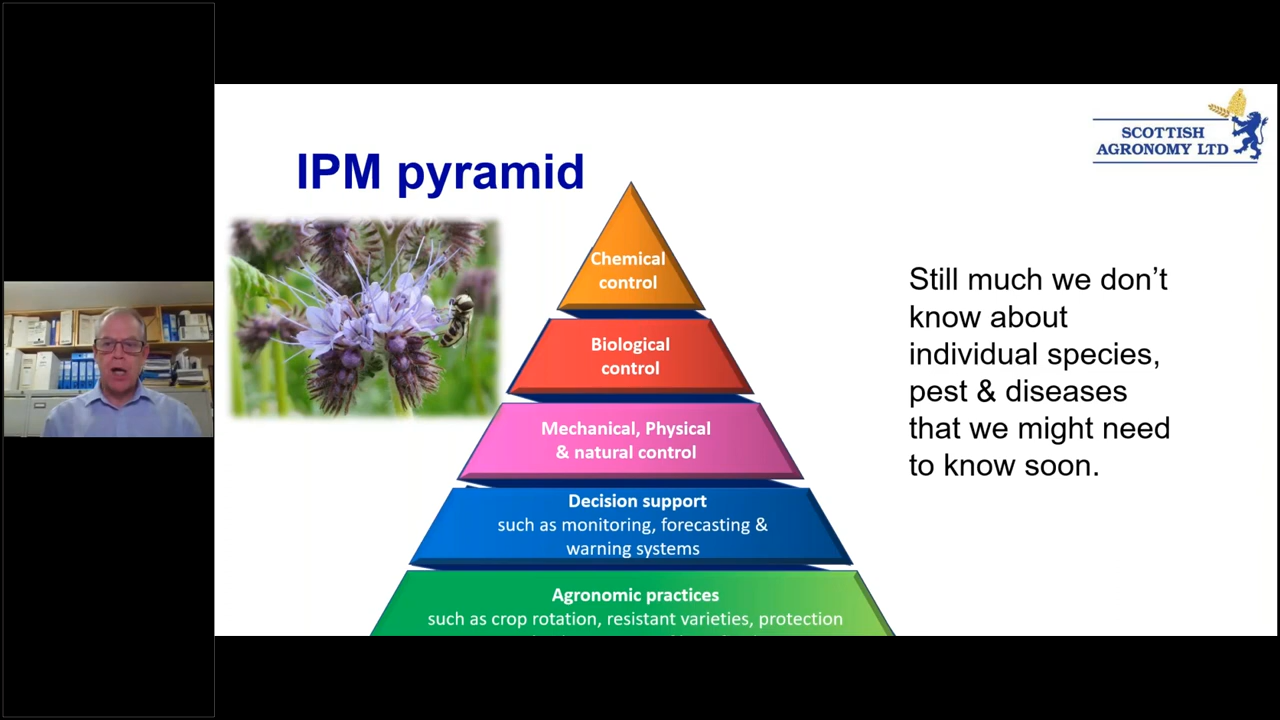 IPM pyramid
SCOTTISH
AGRONOMY LTD
Chemical
control
Biological
control
Mechanical, Physical
& natural control
Decision support
such as monitoring, forecasting &
warning systems
Agronomic practices
such as crop rotation, resistant varieties, protection
Still much we don’t
know about
individual species,
pest & diseases
that we might need
to know soon.